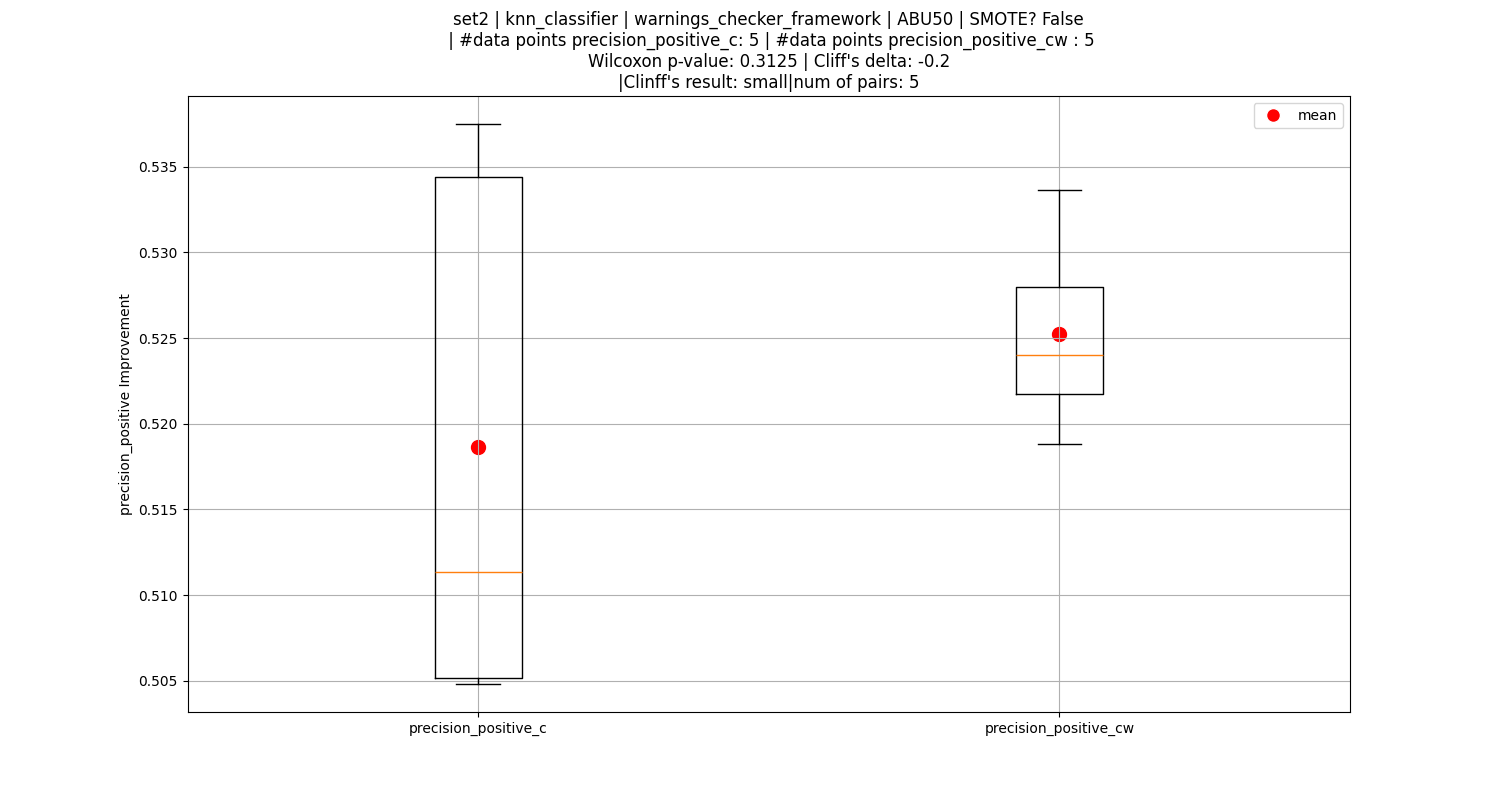 set2 | knn_classifier | warnings_checker_framework | ABU50 | SMOTE? False
| #data points precision_positive_c: 5 | #data points precision_positive_cw : 5
Wilcoxon p-value: 0.3125 | Cliff's delta: -0.2
|Clinff's result: small|num of pairs: 5
mean
0.535
0.530
0.525
0.520
0.515
0.510
0.505
precision_positive Improvement
precision_positive_c
precision_positive_cw